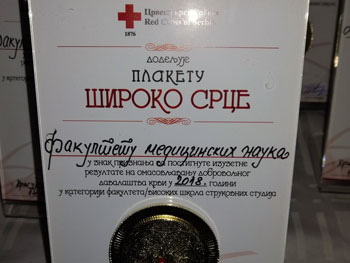 Црвени крст Србије
Red Cross of Serbia
1876
ДОДЕЉУЈЕ
ПЛАКЕТУ
ШИРОКО СРЦЕ
Факултету медицинских наука
У ЗНАК ПРИЗНАЊА ЗА ПОСТИГНУТЕ ИЗУЗЕТНЕ
РЕЗУЛТАТЕ НА ОМАСОВЉАВАЊУ ДОБРОВОЉНОГ
ДАВАЛАШТВА КРВИ У 2018. ГОДИНИ
У КАТЕГОРИЈИ ФАКУЛТЕТА/ВИСОКИХ ШКОЛА СТРУКОВНИХ СТУДИЈА